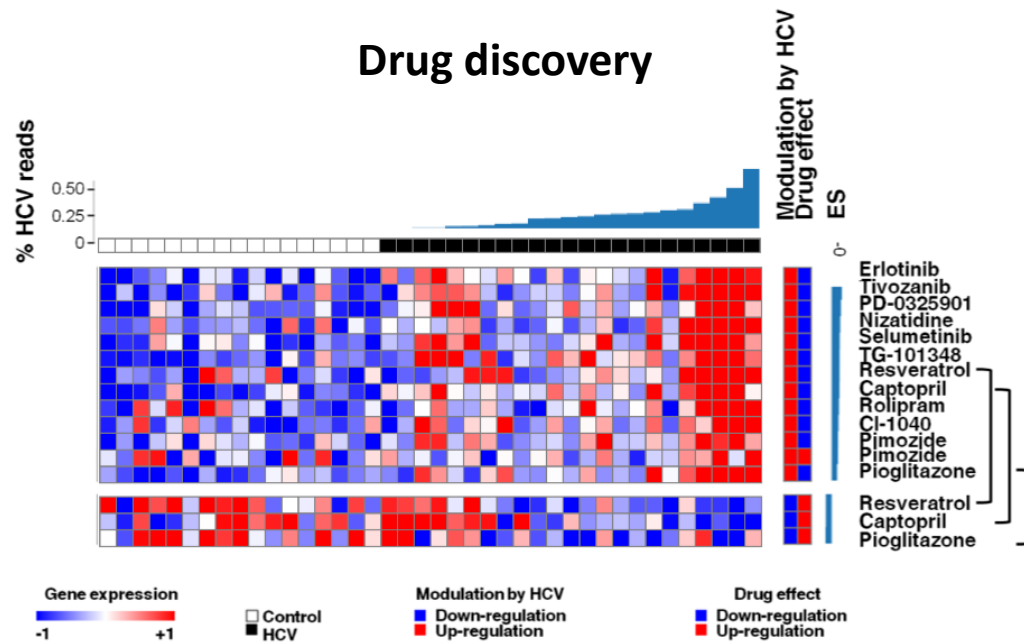 Drug discovery
% HCV reads
0.50
0.25
0
Modulation by HCV
Drug effect
ES
0
Erlotinib
Tivozanib
PD-0325901
Nizatidine
Selumetinib
TG-101348
Resveratrol
Captopril
Rolipram
CI-1040
Pimozide
Pimozide
Pioglitazone
Resveratrol
Captopril
Pioglitazone
Gene expression
-1 +1
Control
HCV
Modulation by HCV
Down-regulation
Up-regulation
Drug effect
Down-regulation
Up-regulation